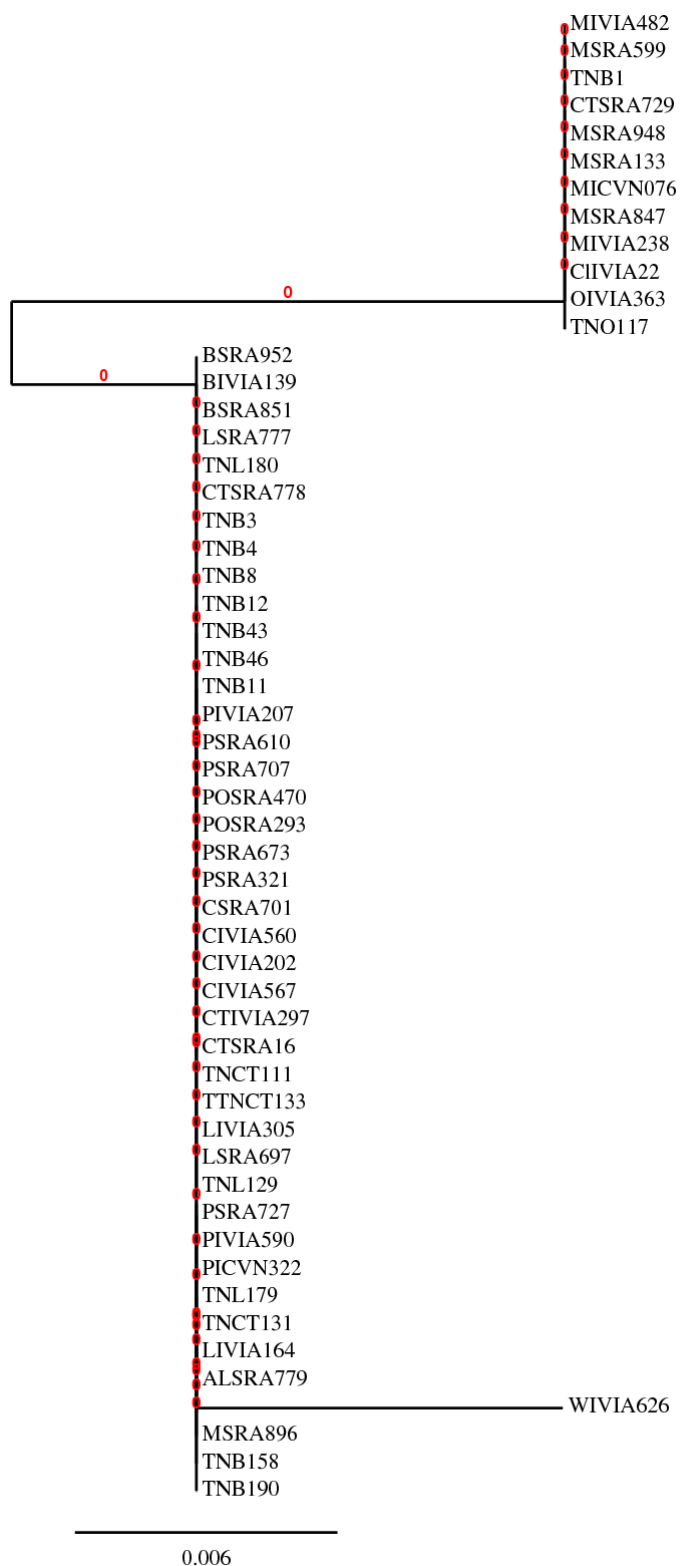 MIVIA482
MSRA599
TNB1
CTSRA729
MSRA948
MSRA133
MICVN076
MSRA847
MIVIA238
ClIVIA22
0
OIVIA363
TNO117
BSRA952
0
BIVIA139
BSRA851
LSRA777
TNL180
CTSRA778
TNB3
TNB4
TNB8
TNB12
TNB43
TNB46
TNB11
PIVIA207
PSRA610
PSRA707
POSRA470
POSRA293
PSRA673
PSRA321
CSRA701
CIVIA560
CIVIA202
CIVIA567
CTIVIA297
CTSRA16
TNCT111
TTNCT133
LIVIA305
LSRA697
TNL129
PSRA727
PIVIA590
PICVN322
TNL179
TNCT131
LIVIA164
ALSRA779
WIVIA626
MSRA896
TNB158
TNB190
0.006